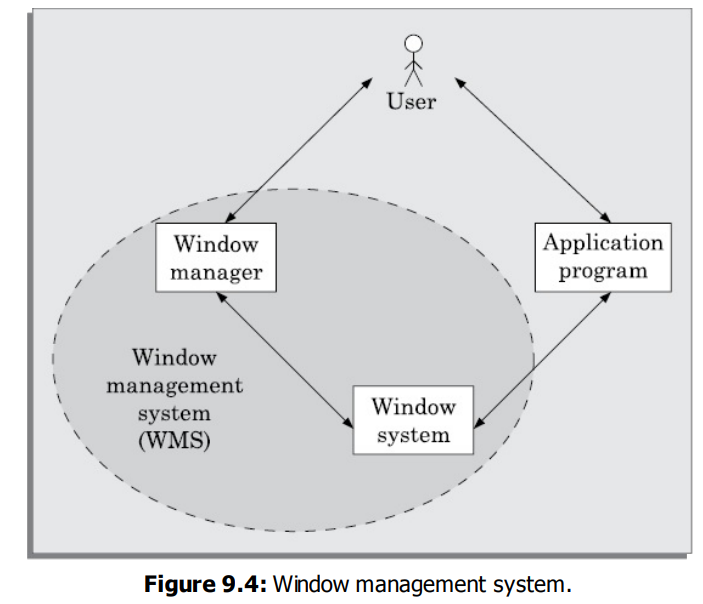 User
Window
manager
Application
program
Window
management
system
(WMS)
Window
system
Figure 9.4: Window management system.